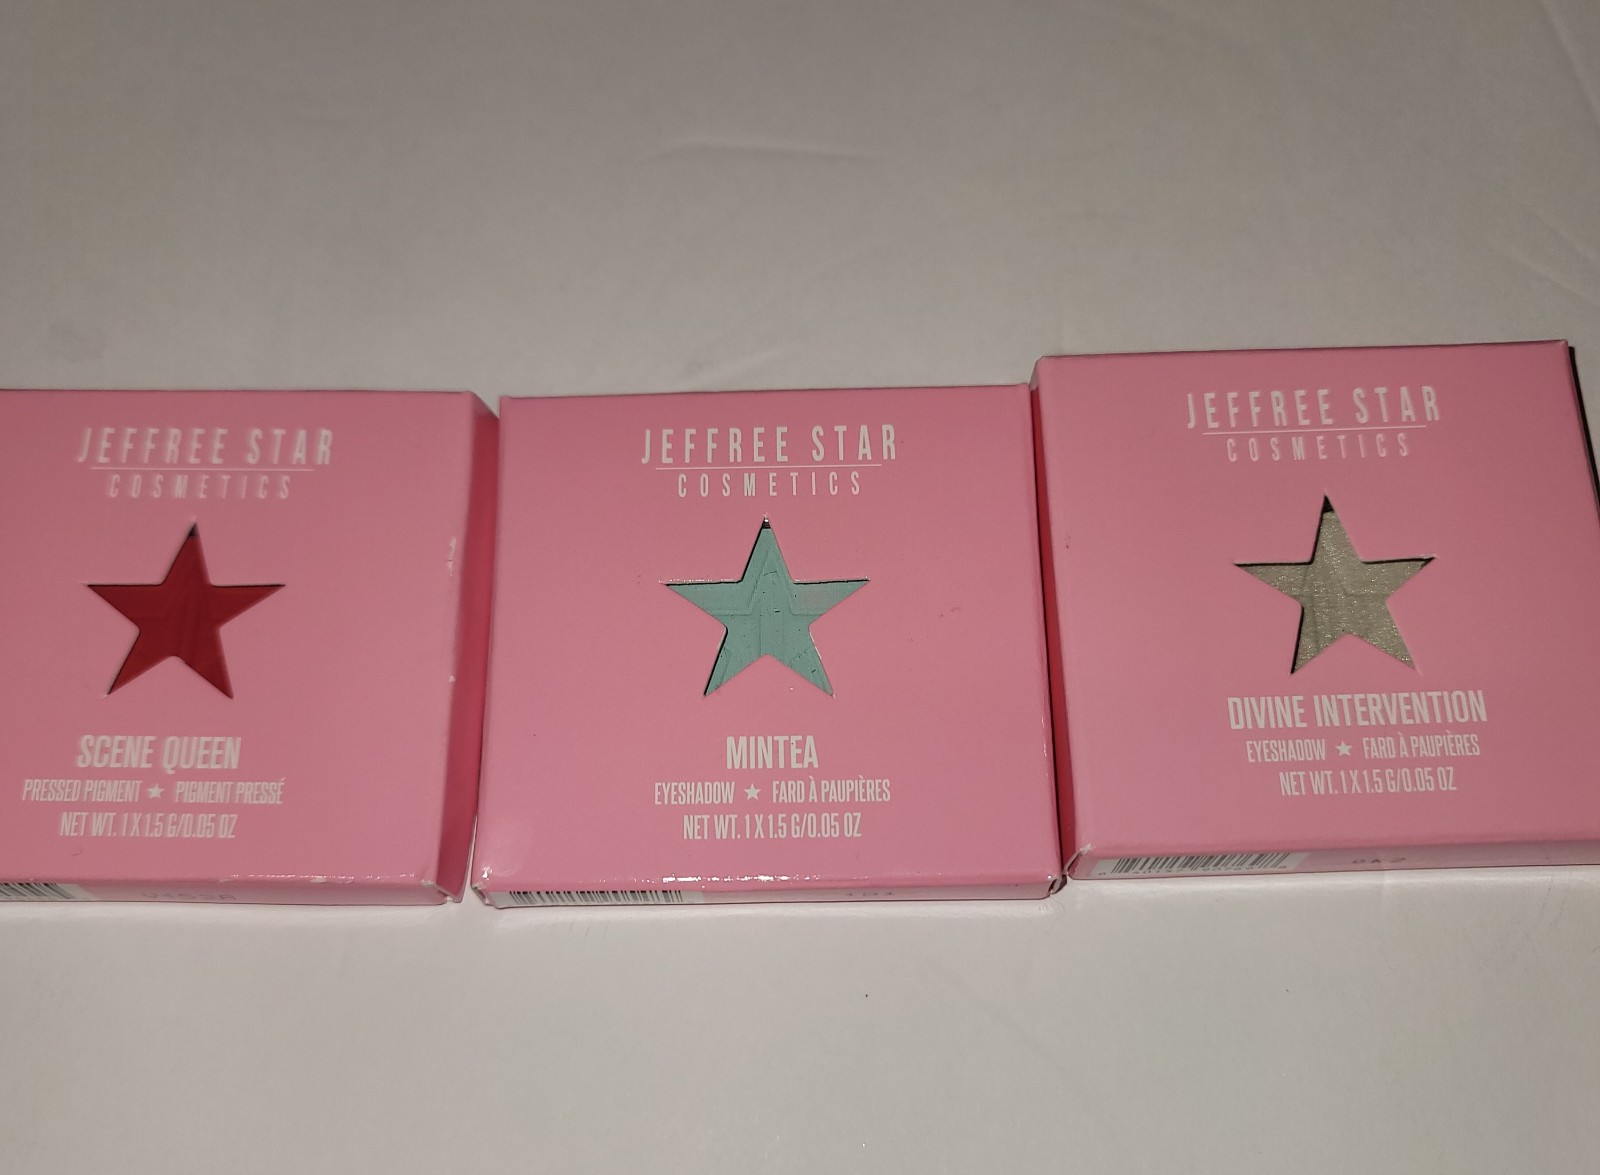 JEFFREE STAR
COSMETICS
SCENE QUEEN
PRESSED PIGMENT ★ PIGMENT PRESSÉ
NET WT. 1 X 1.5 G/0.05 OZ
JEFFREE STAR
COSMETICS
MINTEA
EYESHADOW ★ FARD À PAUPIÈRES
NET WT. 1 X 1.5 G/0.05 OZ
JEFFREE STAR
COSMETICS
DIVINE INTERVENTION
EYESHADOW ★ FARD À PAUPIÈRES
NET WT. 1 X 1.5 G/0.05 OZ